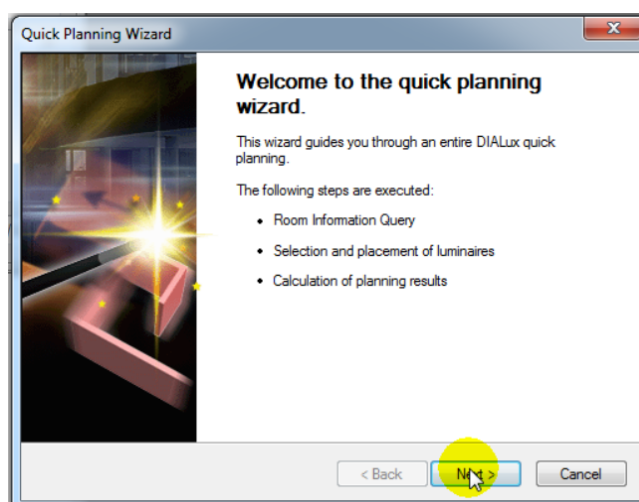 Quick Planning Wizard
Welcome to the quick planning
wizard.
This wizard guides you through an entire DIALux quick
planning.
The following steps are executed:
• Room Information Query
• Selection and placement of luminaires
• Calculation of planning results
< Back
Next >
Cancel